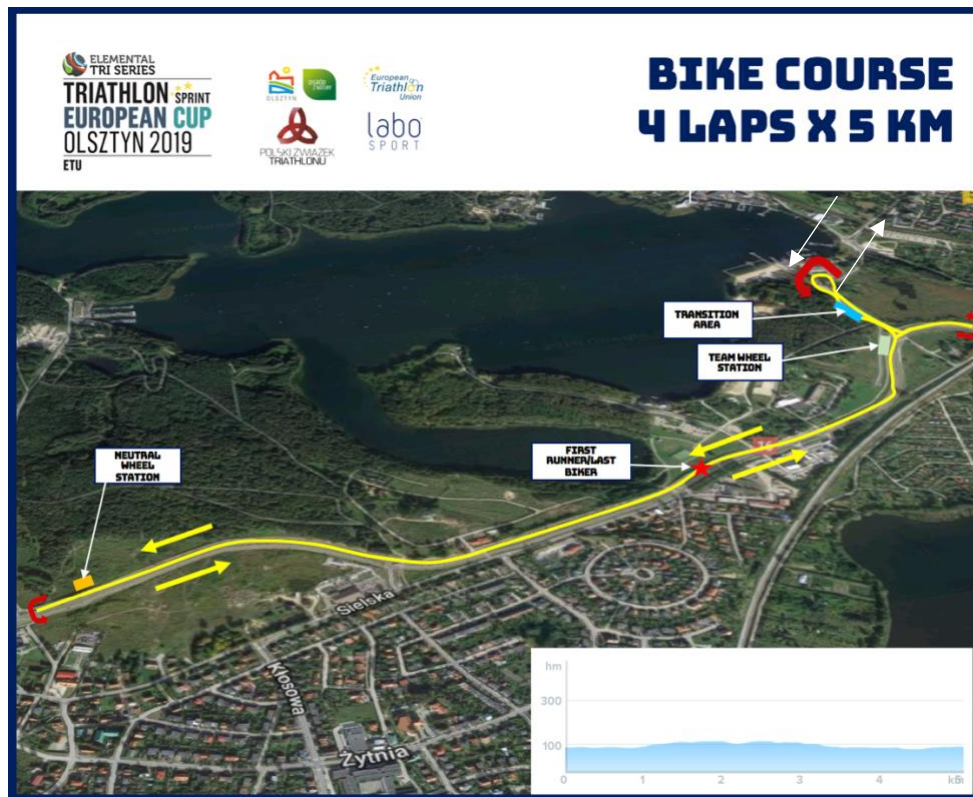 ELEMENTAL
TRI SERIES
TRIATHLON SPRINT
EUROPEAN CUP
OLSZTYN 2019
ETU
OLSZTYN
POLSKI ZWIĄZEK
TRIATHLONU
European
Triathlon
Union
labo
SPORT
BIKE COURSE
4 LAPS X 5 KM
TRANSITION
AREA
TEAM WHEEL
STATION
FIRST
RUNNER/LAST
BIKER
NEUTRAL
WHEEL
STATION
Sielska
Kłosowa
Żytnia
hm
300
100
0
1
2
3
4
5
km